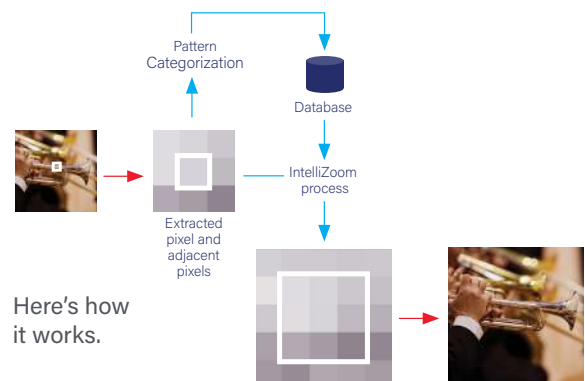 Pattern
Categorization
Database
IntelliZoom
process
Extracted
pixel and
adjacent
pixels
Here's how
it works.